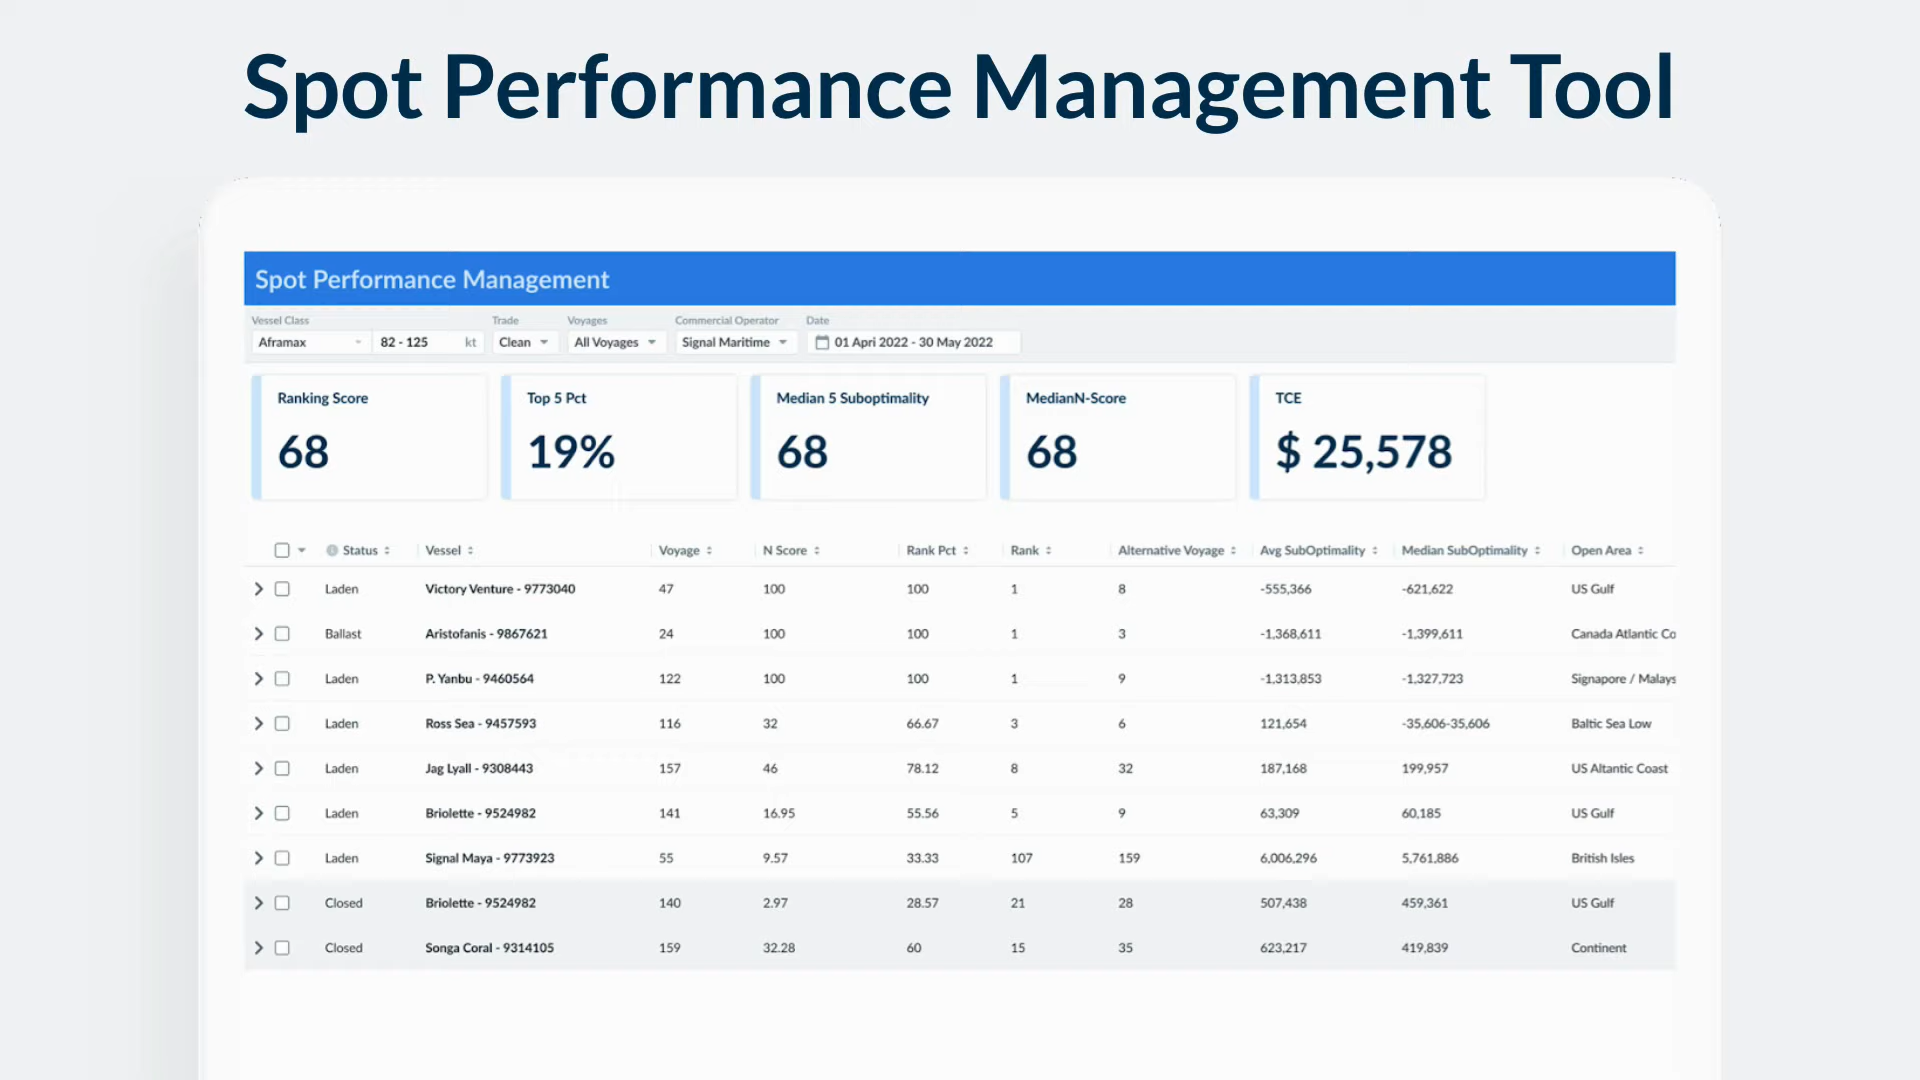 Spot Performance Management Tool
Spot Performance Management
Vessel Class Trade Voyages Commercial Operator Date
Aframax 82 - 125 kt Clean All Voyages Signal Maritime 01 Apri 2022 - 30 May 2022
Ranking Score Top 5 Pct Median 5 Suboptimality MedianN-Score TCE
68 19% 68 68 $ 25,578
Status Vessel Voyage N Score Rank Pct Rank Alternative Voyage Avg SubOptimality Median SubOptimality Open Area
Laden Victory Venture - 9773040 47 100 100 1 8 -555,366 -621,622 US Gulf
Ballast Aristofanis - 9867621 24 100 100 1 3 -1,368,611 -1,399,611 Canada Atlantic Co
Laden P. Yanbu - 9460564 122 100 100 1 9 -1,313,853 -1,327,723 Signapore / Malays
Laden Ross Sea - 9457593 116 32 66.67 3 6 121,654 -35,606-35,606 Baltic Sea Low
Laden Jag Lyall - 9308443 157 46 78.12 8 32 187,168 199,957 US Altantic Coast
Laden Briolette - 9524982 141 16.95 55.56 5 9 63,309 60,185 US Gulf
Laden Signal Maya - 9773923 55 9.57 33.33 107 159 6,006,296 5,761,886 British Isles
Closed Briolette - 9524982 140 2.97 28.57 21 28 507,438 459,361 US Gulf
Closed Songa Coral - 9314105 159 32.28 60 15 35 623,217 419,839 Continent